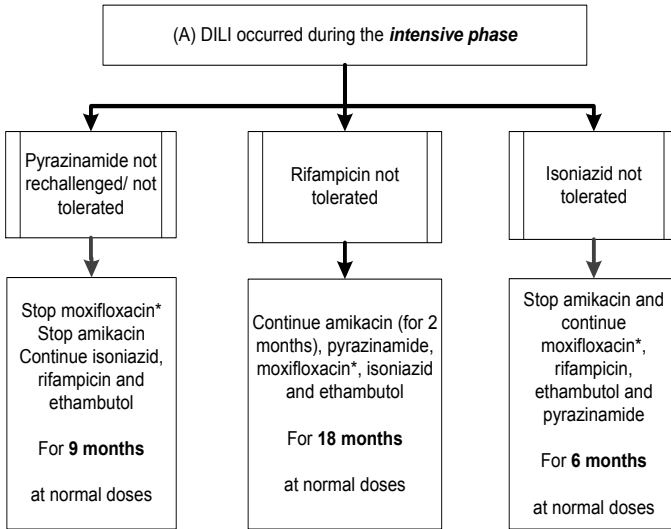 (A) DILI occurred during the intensive phase
Pyrazinamide not
rechallenged/ not
tolerated
Rifampicin not
tolerated
Isoniazid not
tolerated
Stop moxifloxacin*
Stop amikacin
Continue isoniazid,
rifampicin and
ethambutol
For 9 months
at normal doses
Continue amikacin (for 2
months), pyrazinamide,
moxifloxacin*, isoniazid
and ethambutol
For 18 months
at normal doses
Stop amikacin and
continue
moxifloxacin*,
rifampicin,
ethambutol and
pyrazinamide
For 6 months
at normal doses